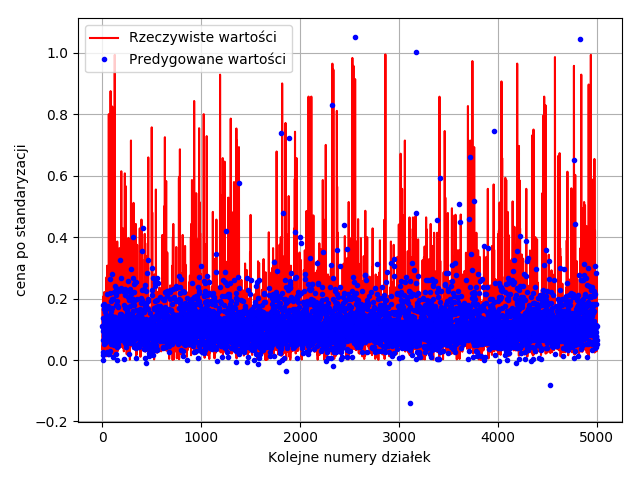 Rzeczywiste wartości
Predygowane wartości
cena po standaryzacji
1.0
0.8
0.6
0.4
0.2
0.0
−0.2
0 1000 2000 3000 4000 5000
Kolejne numery działek